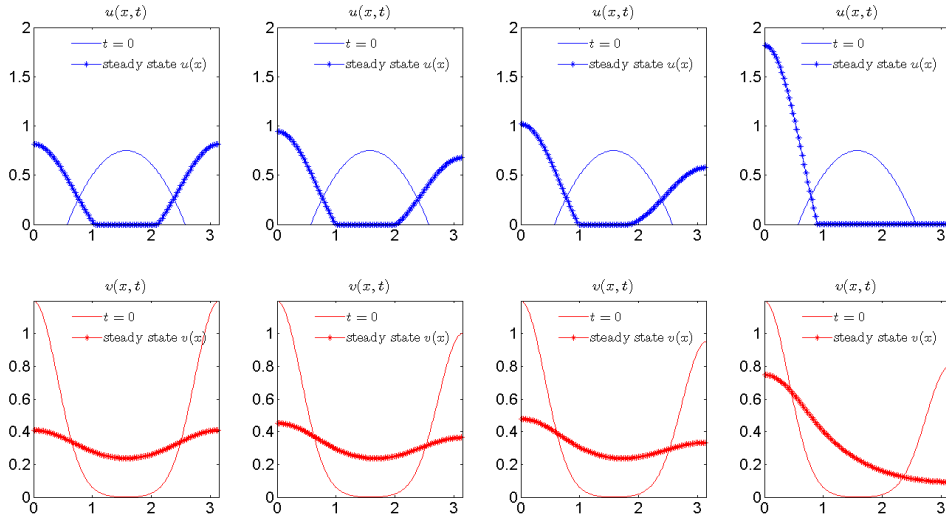 u(x,t)
t = 0
steady state u(x)
2
1.5
1
0.5
0
0 1 2 3
u(x,t)
t = 0
steady state u(x)
2
1.5
1
0.5
0
0 1 2 3
u(x,t)
t = 0
steady state u(x)
2
1.5
1
0.5
0
0 1 2 3
u(x,t)
t = 0
steady state u(x)
2
1.5
1
0.5
0
0 1 2 3
v(x,t)
t = 0
steady state v(x)
1
0.8
0.6
0.4
0.2
0
0 1 2 3
v(x,t)
t = 0
steady state v(x)
1
0.8
0.6
0.4
0.2
0
0 1 2 3
v(x,t)
t = 0
steady state v(x)
1
0.8
0.6
0.4
0.2
0
0 1 2 3
v(x,t)
t = 0
steady state v(x)
1
0.8
0.6
0.4
0.2
0
0 1 2 3